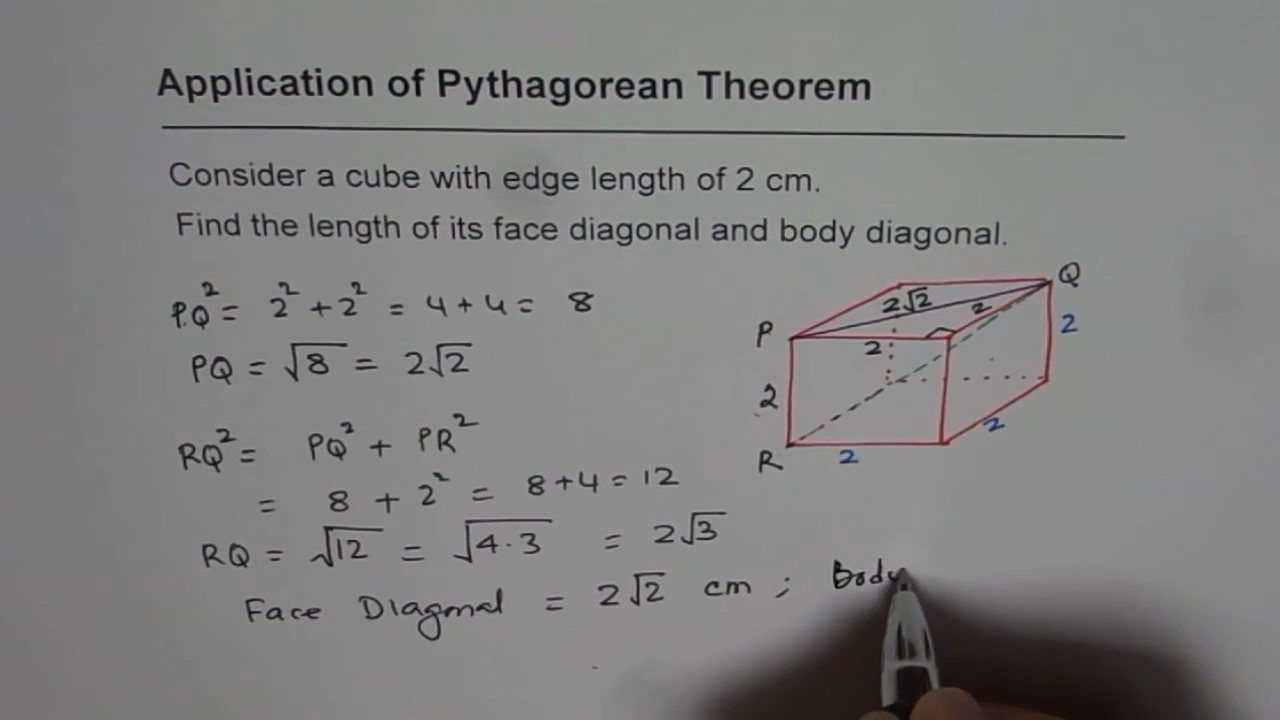 Application of Pythagorean Theorem
Consider a cube with edge length of 2 cm.
Find the length of its face diagonal and body diagonal.
PQ² = 2² + 2² = 4 + 4 = 8
PQ = √8 = 2√2
RQ² = PQ² + PR²
= 8 + 2² = 8 + 4 = 12
RQ = √12 = √4·3 = 2√3
Face Diagonal = 2√2 cm ; Body
Q
2√2
2
P
2
2
2
2
R
2